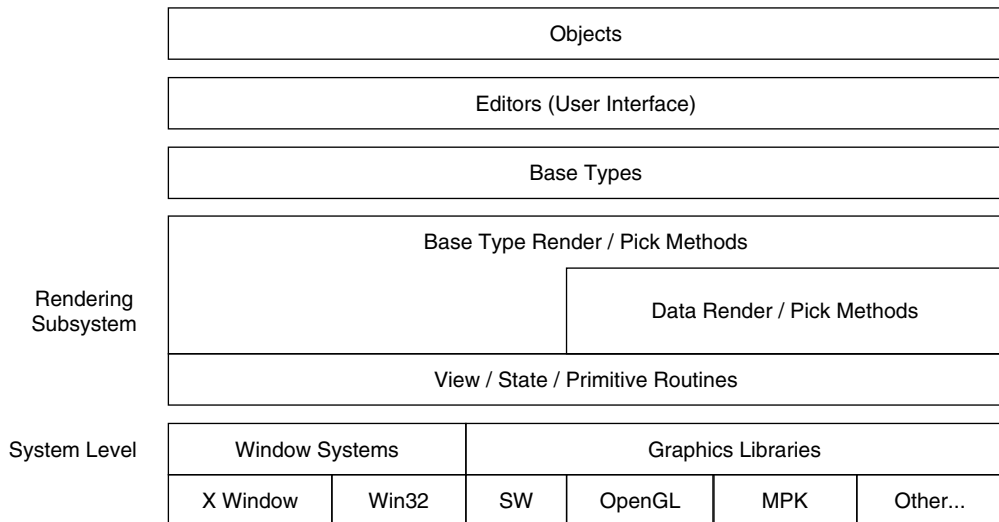 Objects
Editors (User Interface)
Base Types
Base Type Render / Pick Methods
Rendering
Subsystem
Data Render / Pick Methods
View / State / Primitive Routines
System Level
Window Systems
Graphics Libraries
X Window
Win32
SW
OpenGL
MPK
Other...